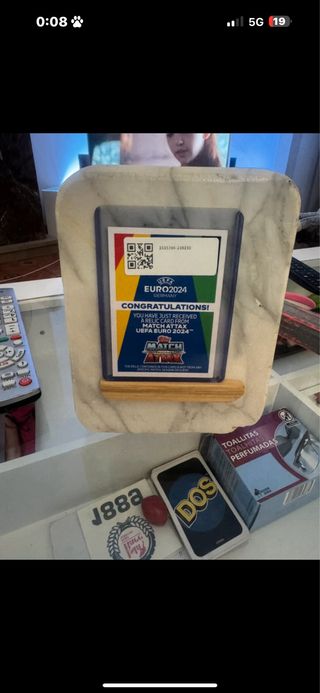 0:08
5G
19
UEFA
EURO2024
GERMANY
CONGRATULATIONS!
YOU HAVE JUST RECEIVED
A RELIC CARD FROM
MATCH ATTAX
UEFA EURO 2024™
MATCH
ATTAX
J88a
DOS
TOALLITAS
PERFUMADAS